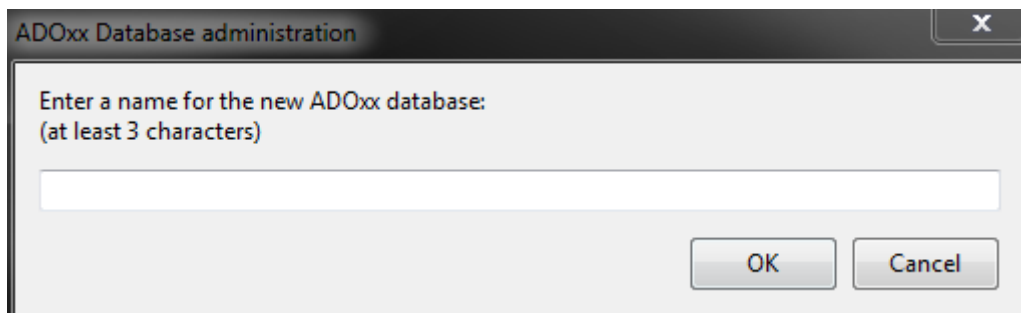 ADOxx Database administration
x
Enter a name for the new ADOxx database:
(at least 3 characters)
OK
Cancel